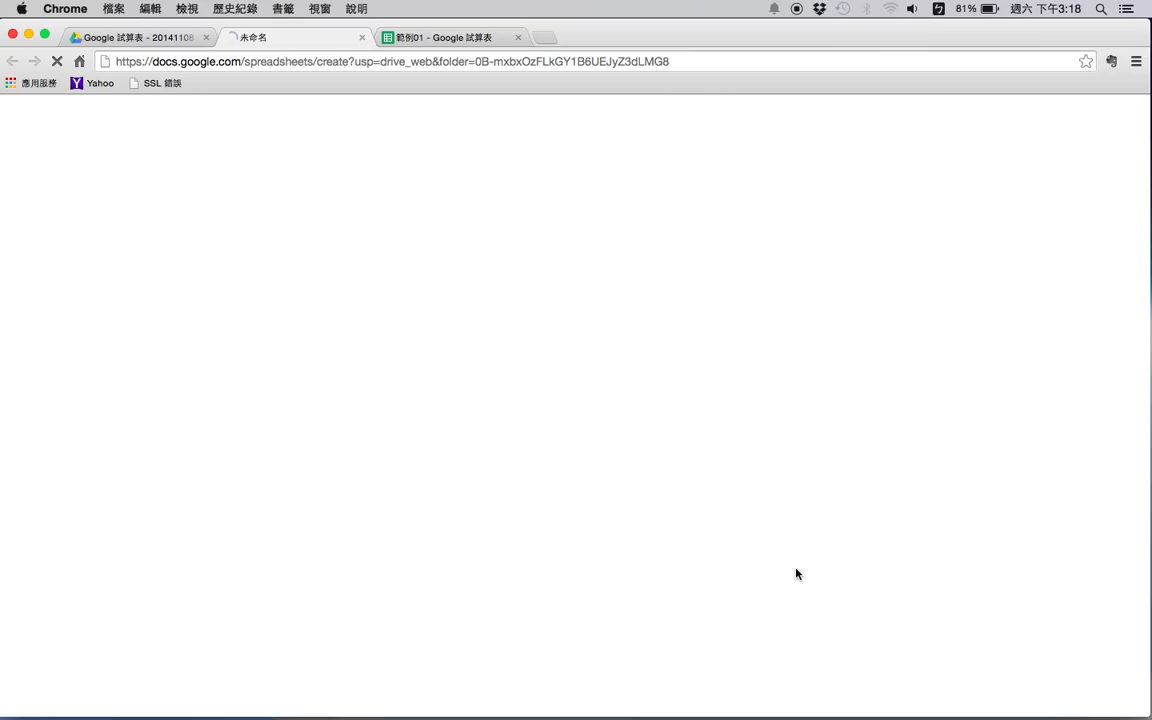 Chrome 檔案 編輯 檢視 歷史紀錄 書籤 視窗 說明 ㄅ 81% 週六 下午3:18
Google 試算表 - 20141108 未命名 範例01 - Google 試算表
https://docs.google.com/spreadsheets/create?usp=drive_web&folder=0B-mxbxOzFLkGY1B6UEJyZ3dLMG8
應用服務 Yahoo SSL 錯誤